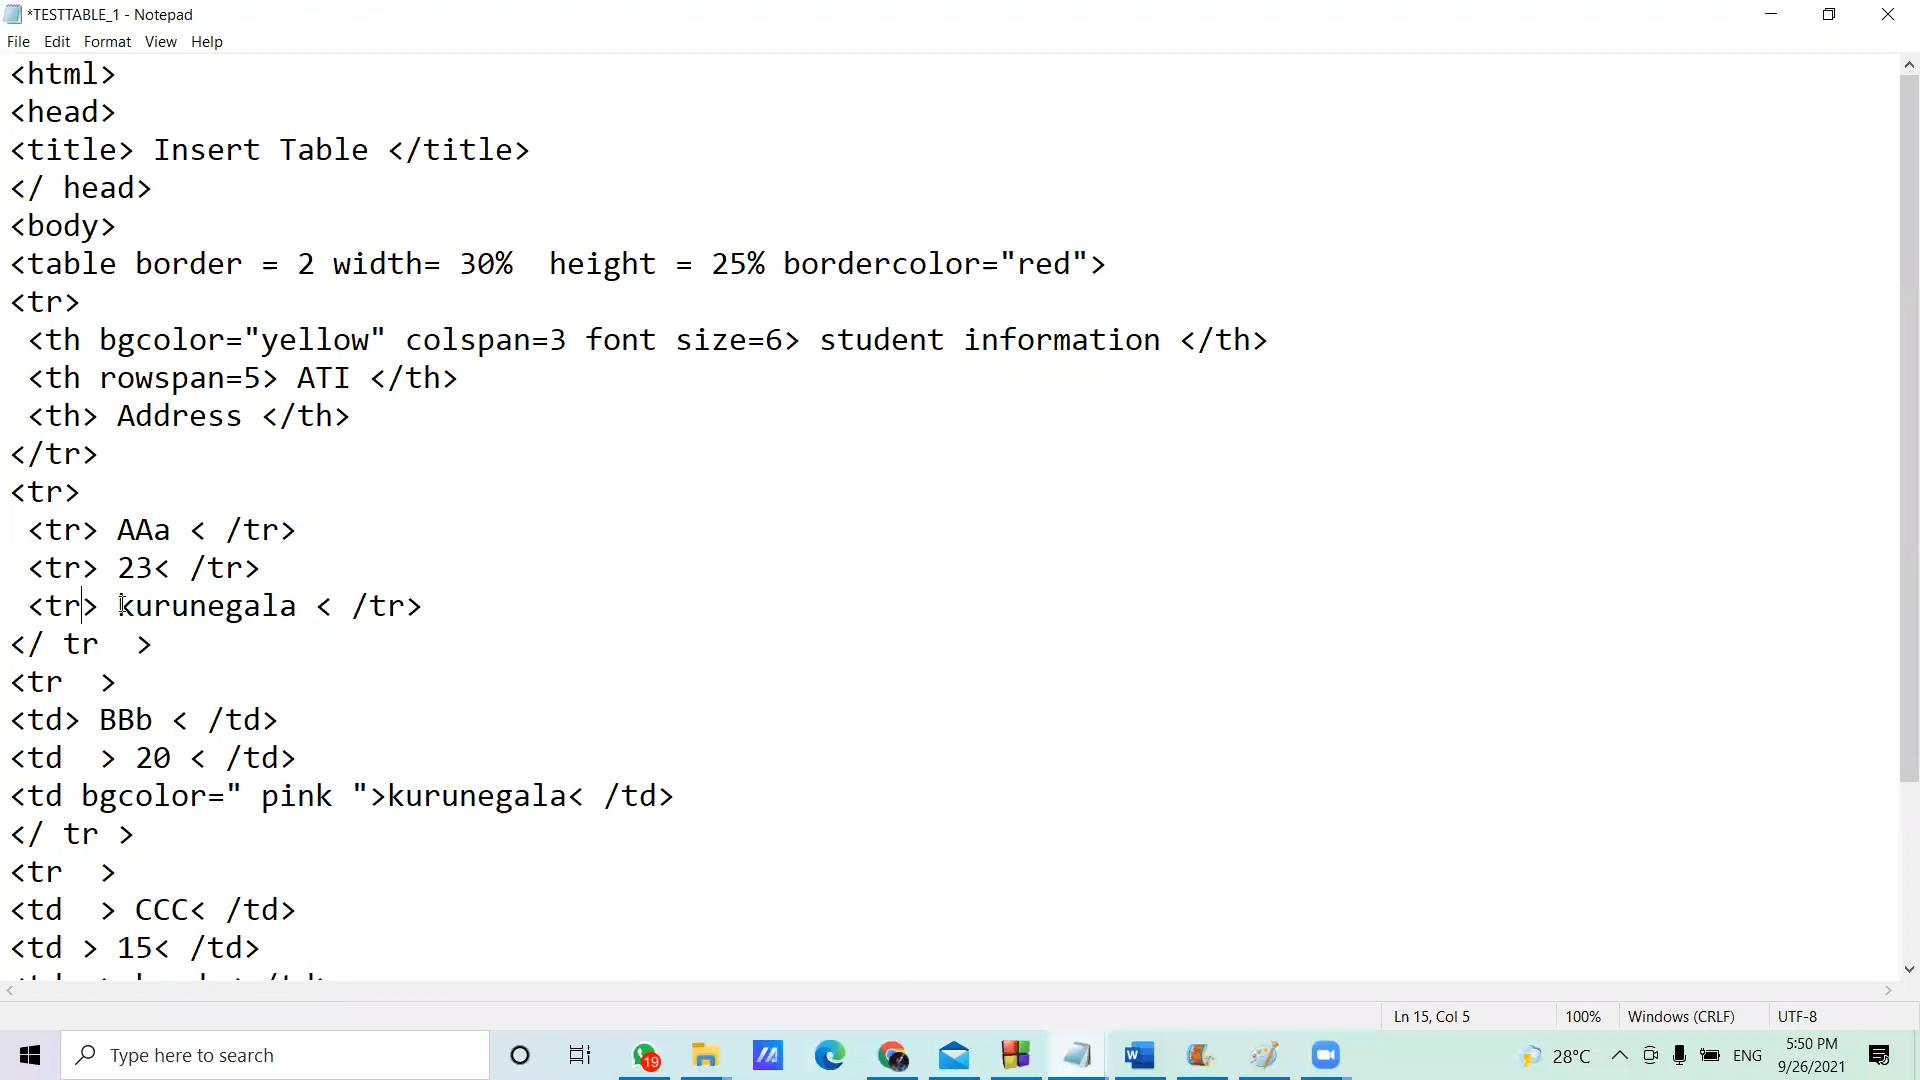 *TESTTABLE_1 - Notepad
File Edit Format View Help
<html>
<head>
<title> Insert Table </title>
</ head>
<body>
<table border = 2 width= 30%  height = 25% bordercolor="red">
<tr>
 <th bgcolor="yellow" colspan=3 font size=6> student information </th>
 <th rowspan=5> ATI </th>
 <th> Address </th>
</tr>
<tr>
 <tr> AAa < /tr>
 <tr> 23< /tr>
 <tr> kurunegala < /tr>
</ tr  >
<tr  >
<td> BBb < /td>
<td  > 20 < /td>
<td bgcolor=" pink ">kurunegala< /td>
</ tr >
<tr  >
<td  > CCC< /td>
<td > 15< /td>
Ln 15, Col 5 100% Windows (CRLF) UTF-8
Type here to search 19 28°C ENG 5:50 PM
9/26/2021